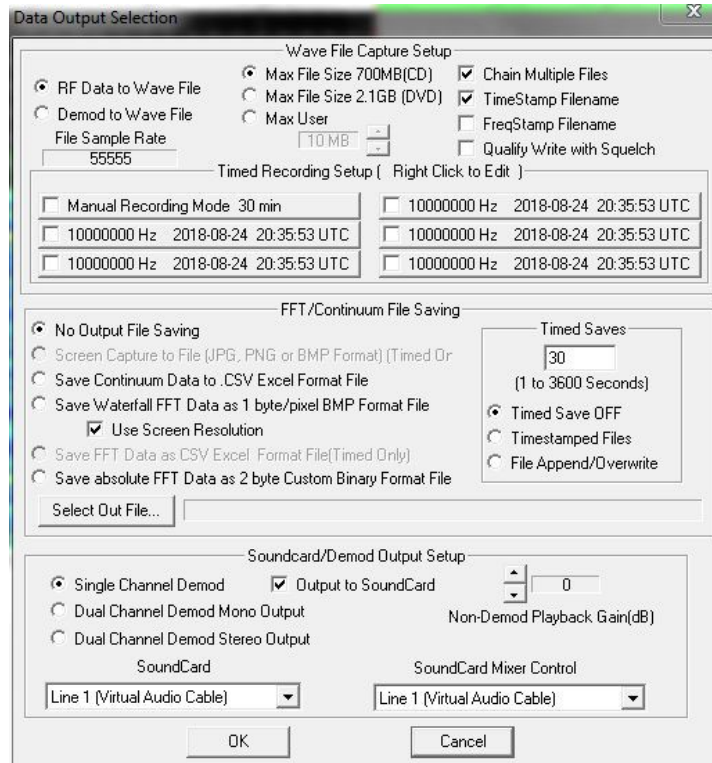 Data Output Selection
Wave File Capture Setup
RF Data to Wave File
Demod to Wave File
File Sample Rate
55555
Max File Size 700MB(CD)
Max File Size 2.1GB (DVD)
Max User
10 MB
Chain Multiple Files
TimeStamp Filename
FreqStamp Filename
Qualify Write with Squelch
Timed Recording Setup ( Right Click to Edit )
Manual Recording Mode 30 min
10000000 Hz 2018-08-24 20:35:53 UTC
10000000 Hz 2018-08-24 20:35:53 UTC
10000000 Hz 2018-08-24 20:35:53 UTC
10000000 Hz 2018-08-24 20:35:53 UTC
10000000 Hz 2018-08-24 20:35:53 UTC
FFT/Continuum File Saving
No Output File Saving
Screen Capture to File (JPG, PNG or BMP Format) (Timed Or
Save Continuum Data to .CSV Excel Format File
Save Waterfall FFT Data as 1 byte/pixel BMP Format File
Use Screen Resolution
Save FFT Data as CSV Excel Format File(Timed Only)
Save absolute FFT Data as 2 byte Custom Binary Format File
Select Out File...
Timed Saves
30
(1 to 3600 Seconds)
Timed Save OFF
Timestamped Files
File Append/Overwrite
Soundcard/Demod Output Setup
Single Channel Demod
Dual Channel Demod Mono Output
Dual Channel Demod Stereo Output
Output to SoundCard
0
Non-Demod Playback Gain(dB)
SoundCard
Line 1 (Virtual Audio Cable)
SoundCard Mixer Control
Line 1 (Virtual Audio Cable)
OK
Cancel